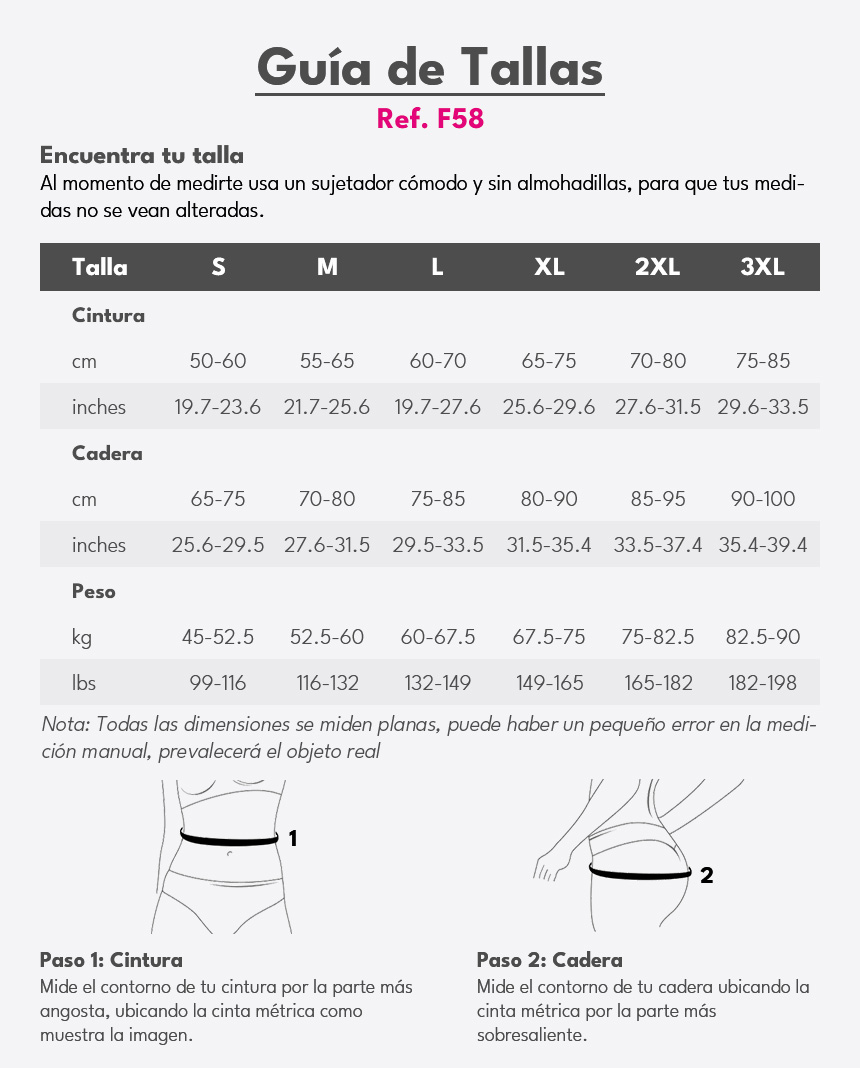 Guía de Tallas
Ref. F58
Encuentra tu talla
Al momento de medirte usa un sujetador cómodo y sin almohadillas, para que tus medi-
das no se vean alteradas.
Talla S M L XL 2XL 3XL
Cintura
cm 50-60 55-65 60-70 65-75 70-80 75-85
inches 19.7-23.6 21.7-25.6 19.7-27.6 25.6-29.6 27.6-31.5 29.6-33.5
Cadera
cm 65-75 70-80 75-85 80-90 85-95 90-100
inches 25.6-29.5 27.6-31.5 29.5-33.5 31.5-35.4 33.5-37.4 35.4-39.4
Peso
kg 45-52.5 52.5-60 60-67.5 67.5-75 75-82.5 82.5-90
lbs 99-116 116-132 132-149 149-165 165-182 182-198
Nota: Todas las dimensiones se miden planas, puede haber un pequeño error en la medi-
ción manual, prevalecerá el objeto real
1
2
Paso 1: Cintura
Mide el contorno de tu cintura por la parte más
angosta, ubicando la cinta métrica como
muestra la imagen.
Paso 2: Cadera
Mide el contorno de tu cadera ubicando la
cinta métrica por la parte más
sobresaliente.